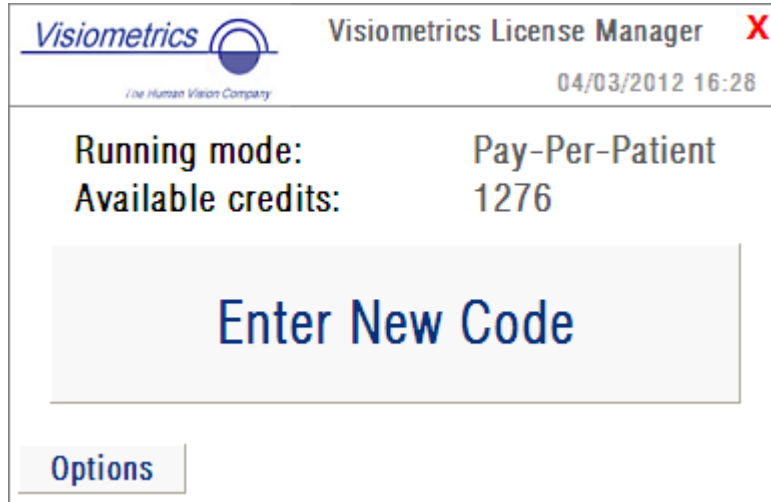 Visiometrics
The Human Vision Company
Visiometrics License Manager X
04/03/2012 16:28
Running mode: Pay-Per-Patient
Available credits: 1276
Enter New Code
Options